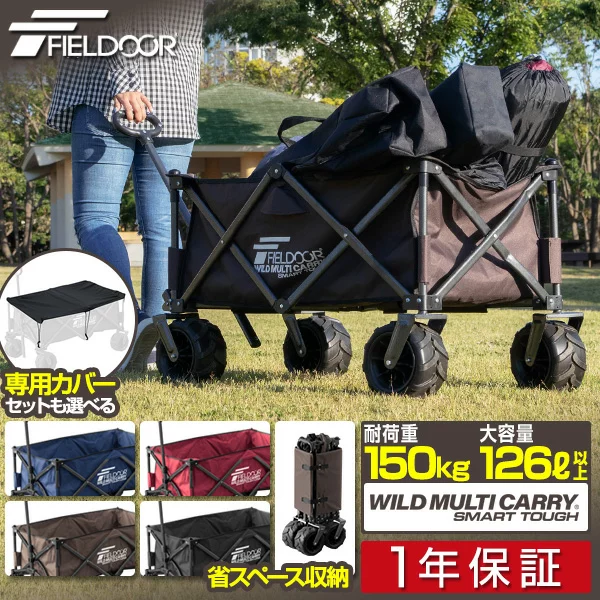 FIELDOOR
FIELDOOR®
WILD MULTI CARRY
SMART TOUGH
専用カバー
セットも選べる
耐荷重
150kg
大容量
126ℓ以上
WILD MULTI CARRY®
SMART TOUGH
省スペース収納
1年保証